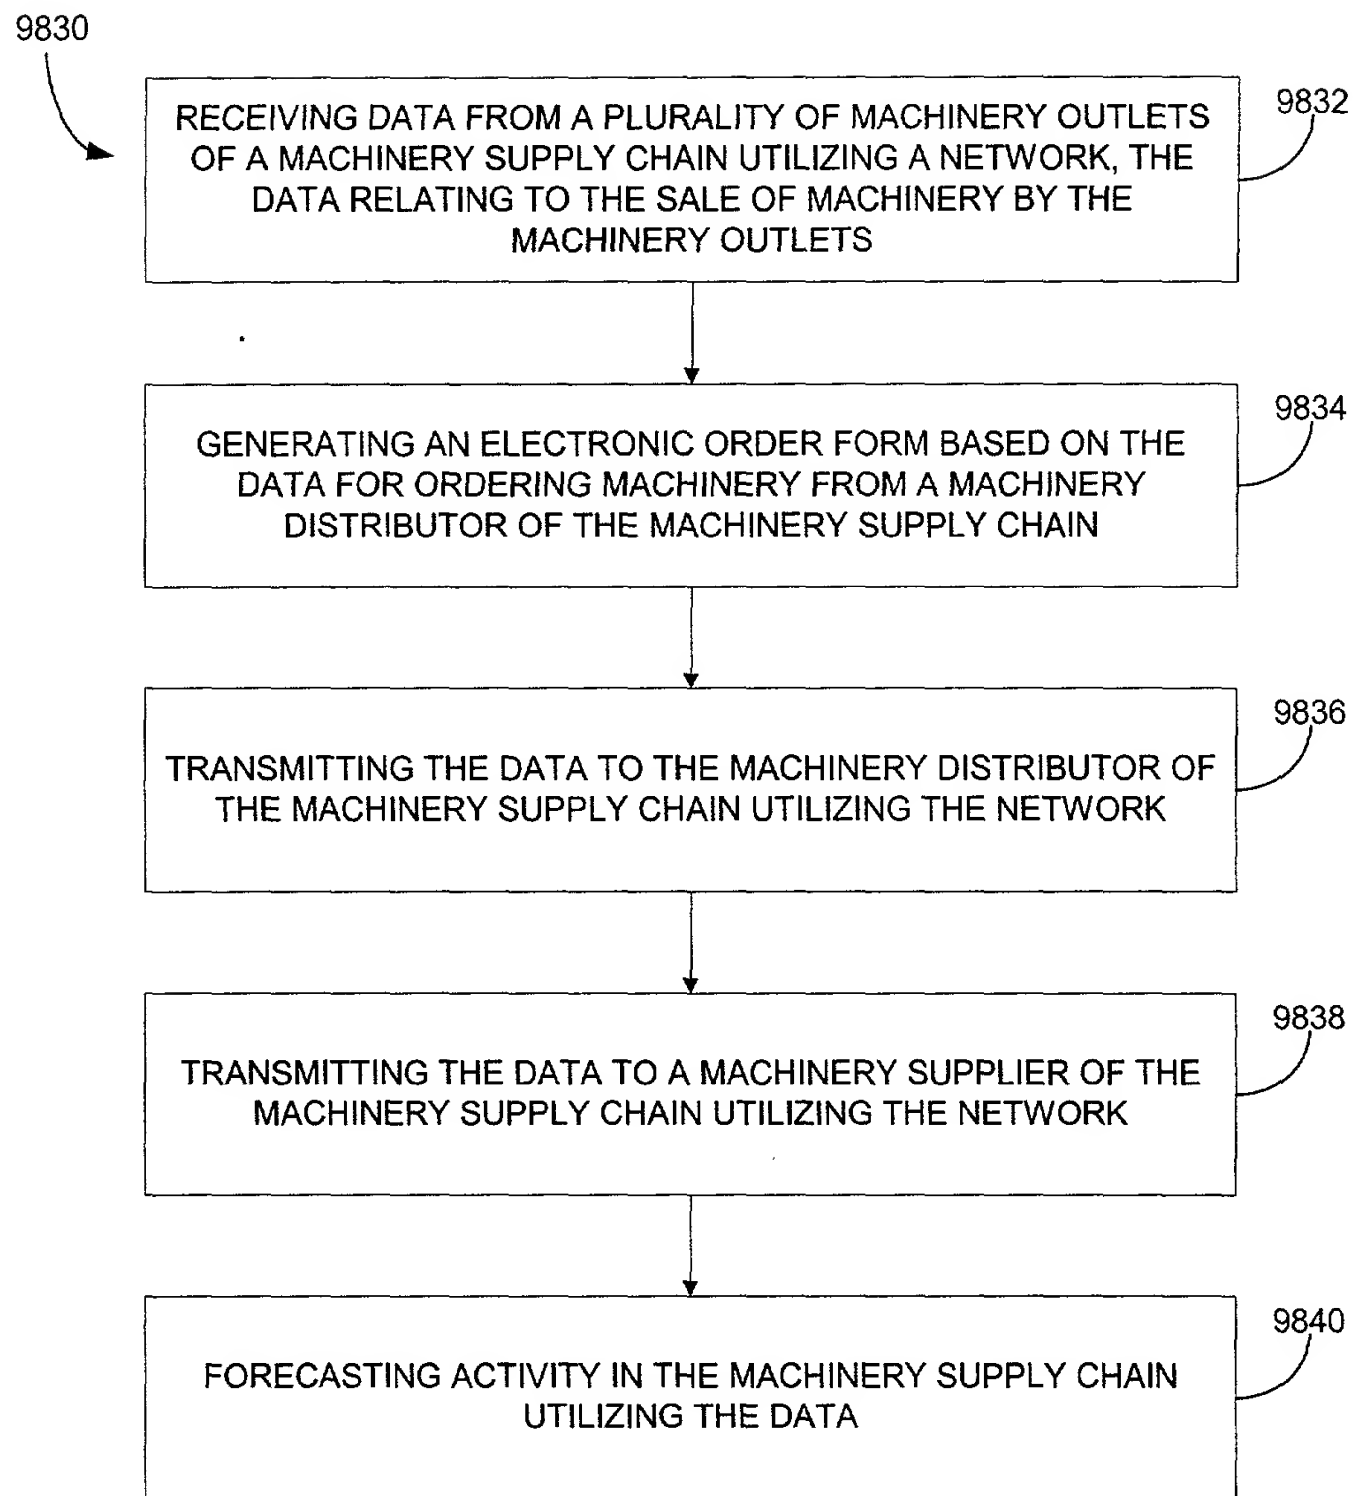 9830
RECEIVING DATA FROM A PLURALITY OF MACHINERY OUTLETS
OF A MACHINERY SUPPLY CHAIN UTILIZING A NETWORK, THE
DATA RELATING TO THE SALE OF MACHINERY BY THE
MACHINERY OUTLETS
9832
GENERATING AN ELECTRONIC ORDER FORM BASED ON THE
DATA FOR ORDERING MACHINERY FROM A MACHINERY
DISTRIBUTOR OF THE MACHINERY SUPPLY CHAIN
9834
TRANSMITTING THE DATA TO THE MACHINERY DISTRIBUTOR OF
THE MACHINERY SUPPLY CHAIN UTILIZING THE NETWORK
9836
TRANSMITTING THE DATA TO A MACHINERY SUPPLIER OF THE
MACHINERY SUPPLY CHAIN UTILIZING THE NETWORK
9838
FORECASTING ACTIVITY IN THE MACHINERY SUPPLY CHAIN
UTILIZING THE DATA
9840